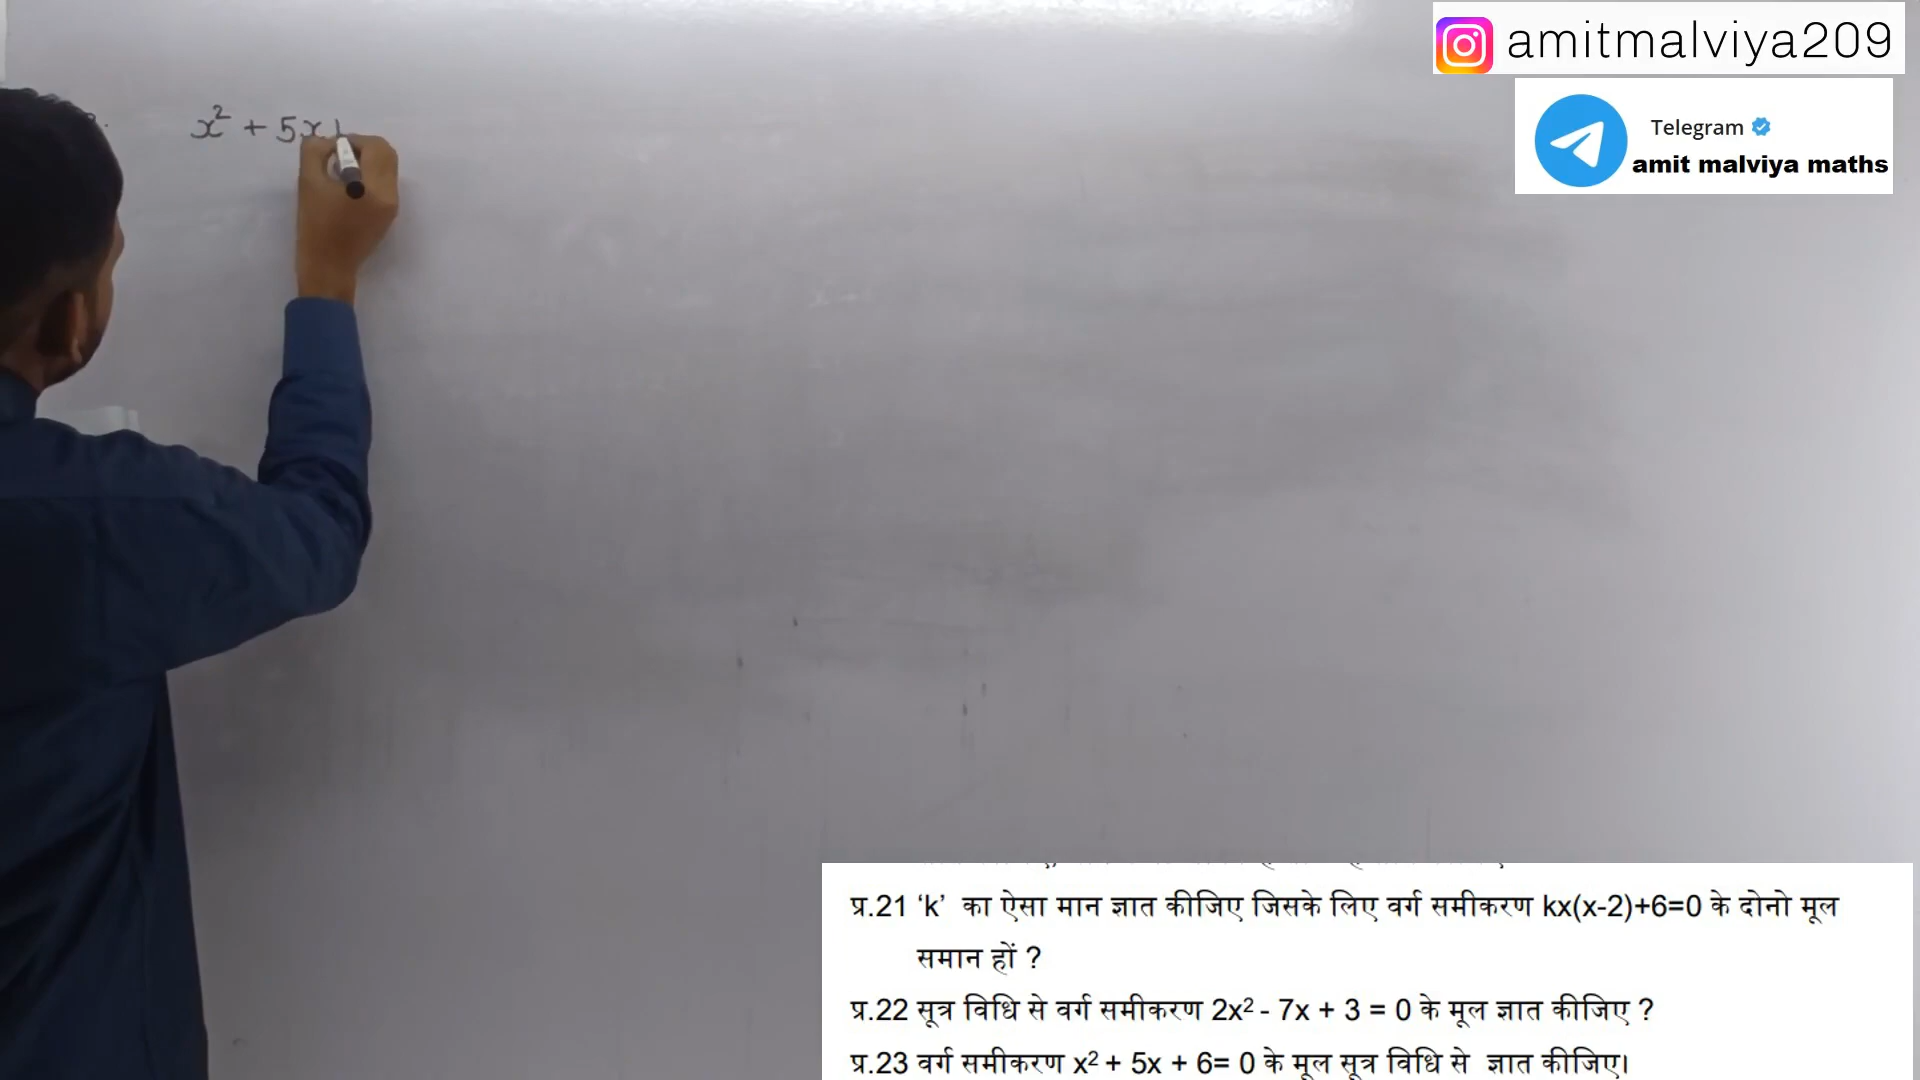 amitmalviya209
Telegram
amit malviya maths
x² + 5x +
प्र.21 ‘k’ का ऐसा मान ज्ञात कीजिए जिसके लिए वर्ग समीकरण kx(x-2)+6=0 के दोनो मूल
समान हों ?
प्र.22 सूत्र विधि से वर्ग समीकरण 2x² - 7x + 3 = 0 के मूल ज्ञात कीजिए ?
प्र.23 वर्ग समीकरण x² + 5x + 6= 0 के मूल सूत्र विधि से ज्ञात कीजिए।